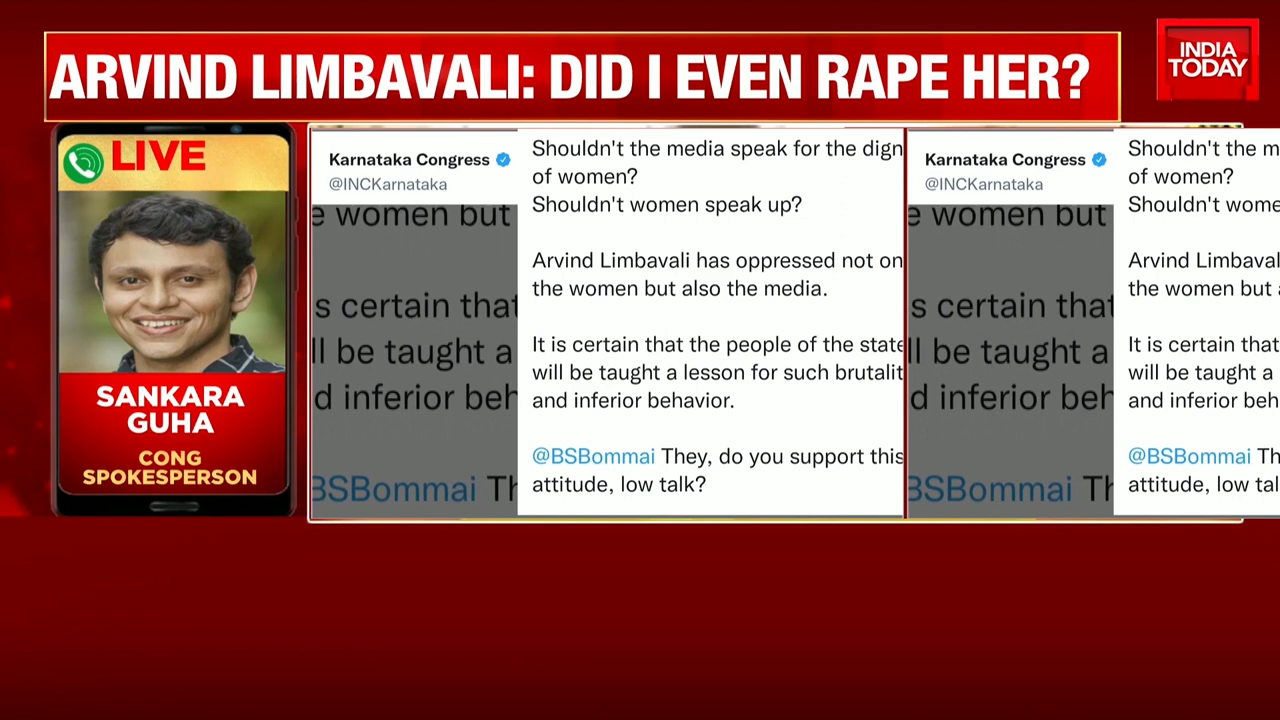 ARVIND LIMBAVALI: DID I EVEN RAPE HER?
INDIA
TODAY
LIVE
SANKARA
GUHA
CONG
SPOKESPERSON
Karnataka Congress
@INCKarnataka
e women but
s certain that
ll be taught a
d inferior beh
BSBommai Th
Shouldn't the media speak for the dign
of women?
Shouldn't women speak up?
Arvind Limbavali has oppressed not on
the women but also the media.
It is certain that the people of the state
will be taught a lesson for such brutalit
and inferior behavior.
@BSBommai They, do you support this
attitude, low talk?
Karnataka Congress
@INCKarnataka
e women but
s certain that
ll be taught a
d inferior beh
BSBommai Th
Shouldn't the m
of women?
Shouldn't wome
Arvind Limbaval
the women but a
It is certain that
will be taught a
and inferior beh
@BSBommai Th
attitude, low tal